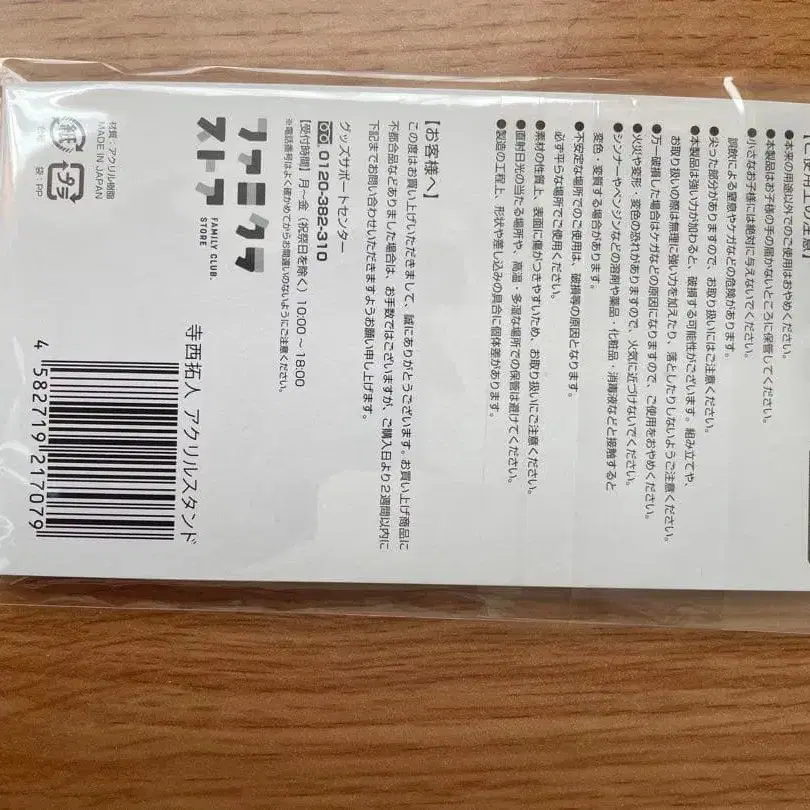 【使用上の注意】
●本来の用途以外でのご使用はおやめください。
●本製品はお子様の手の届かないところに保管してください。
●小さなお子様には絶対に与えないでください。
誤飲による窒息やケガなどの危険があります。
●尖った部分がありますので、お取り扱いにはご注意ください。
●本製品は強い力が加わると、破損する可能性がございます。組み立てや、
お取り扱いの際は無理に強い力を加えたり、落としたりしないようご注意ください。
●万一破損した場合はケガなどの原因になりますので、ご使用をおやめください。
●火災や変形・変色の恐れがありますので、火気に近づけないでください。
●シンナーやベンジンなどの溶剤や薬品・化粧品・消毒液などと接触すると
変色・変質する場合があります。
●不安定な場所でのご使用は、破損等の原因となります。
必ず平らな場所でご使用ください。
●素材の性質上、表面に傷がつきやすいため、お取り扱いにご注意ください。
●直射日光の当たる場所や、高温・多湿な場所での保管は避けてください。
●製造の工程上、形状や差し込みの具合に個体差があります。
【お客様へ】
この度はお買い上げいただきまして、誠にありがとうございます。お買い上げ商品に
不都合品などありました場合は、お手数ではございますが、ご購入日より2週間以内に
下記までお問い合わせいただきますようお願い申し上げます。
グッズサポートセンター
0120-382-310
【受付時間】月〜金(祝祭日を除く)10:00〜18:00
※電話番号はよく確かめてからお間違いのないようにご注意ください。
ファミクラ
ストア
FAMILY CLUB.
STORE
材質:アクリル樹脂
MADE IN JAPAN
紙
プラ
台紙
袋:PP
寺西拓人 アクリルスタンド
4 582719 217079